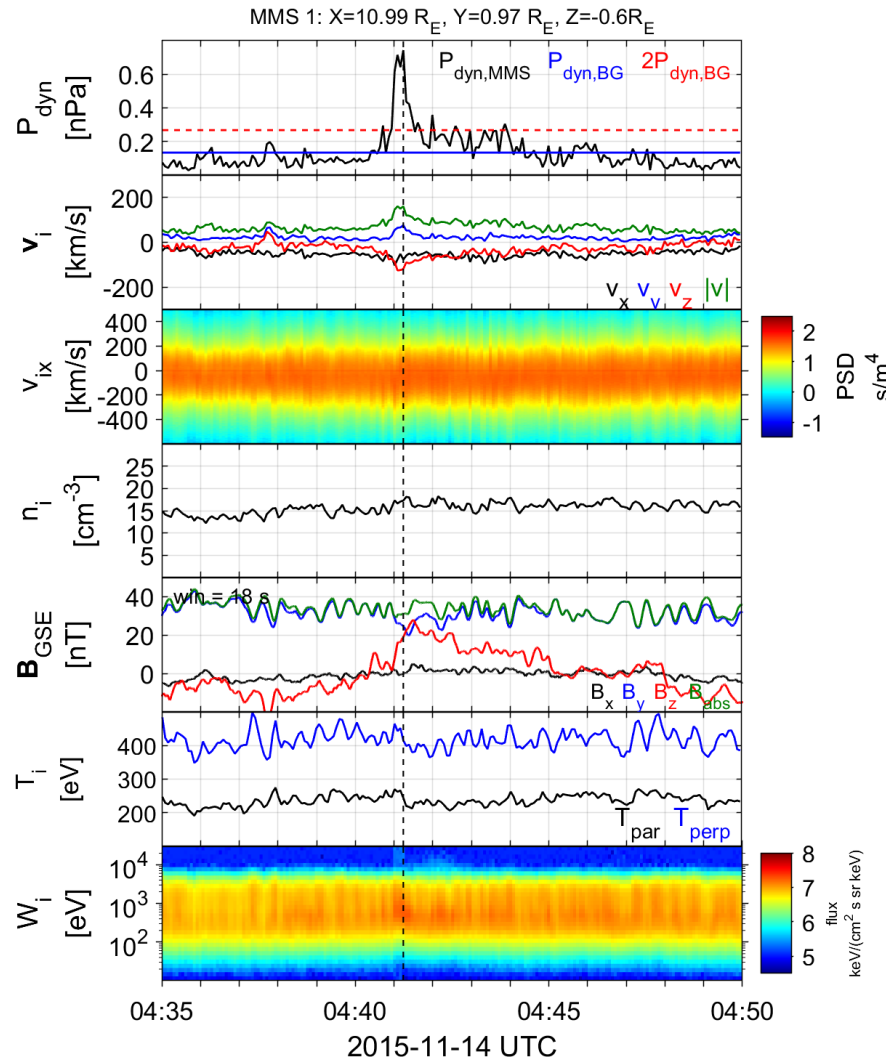 MMS 1: X=10.99 R_E, Y=0.97 R_E, Z=-0.6R_E
P_dyn [nPa]
0.6
0.4
0.2
P_dyn,MMS P_dyn,BG 2P_dyn,BG
v_i [km/s]
200
0
-200
v_x v_y v_z |v|
v_ix [km/s]
400
200
0
-200
-400
2
1
0
-1
PSD s/m^4
n_i [cm^-3]
25
20
15
10
5
B_GSE [nT]
40
20
0
win = 18 s
B_x B_y B_z B_abs
T_i [eV]
400
300
200
T_par T_perp
W_i [eV]
10^4
10^3
10^2
8
7
6
5
flux keV/(cm^2 s sr keV)
04:35 04:40 04:45 04:50
2015-11-14 UTC